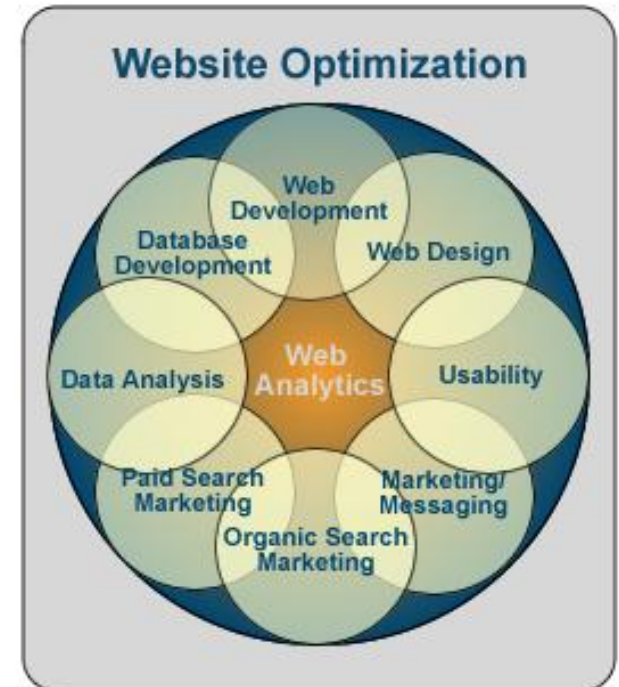 Website Optimization
Web
Development
Database
Development
Web Design
Web
Analytics
Data Analysis
Usability
Paid Search
Marketing
Marketing/
Messaging
Organic Search
Marketing